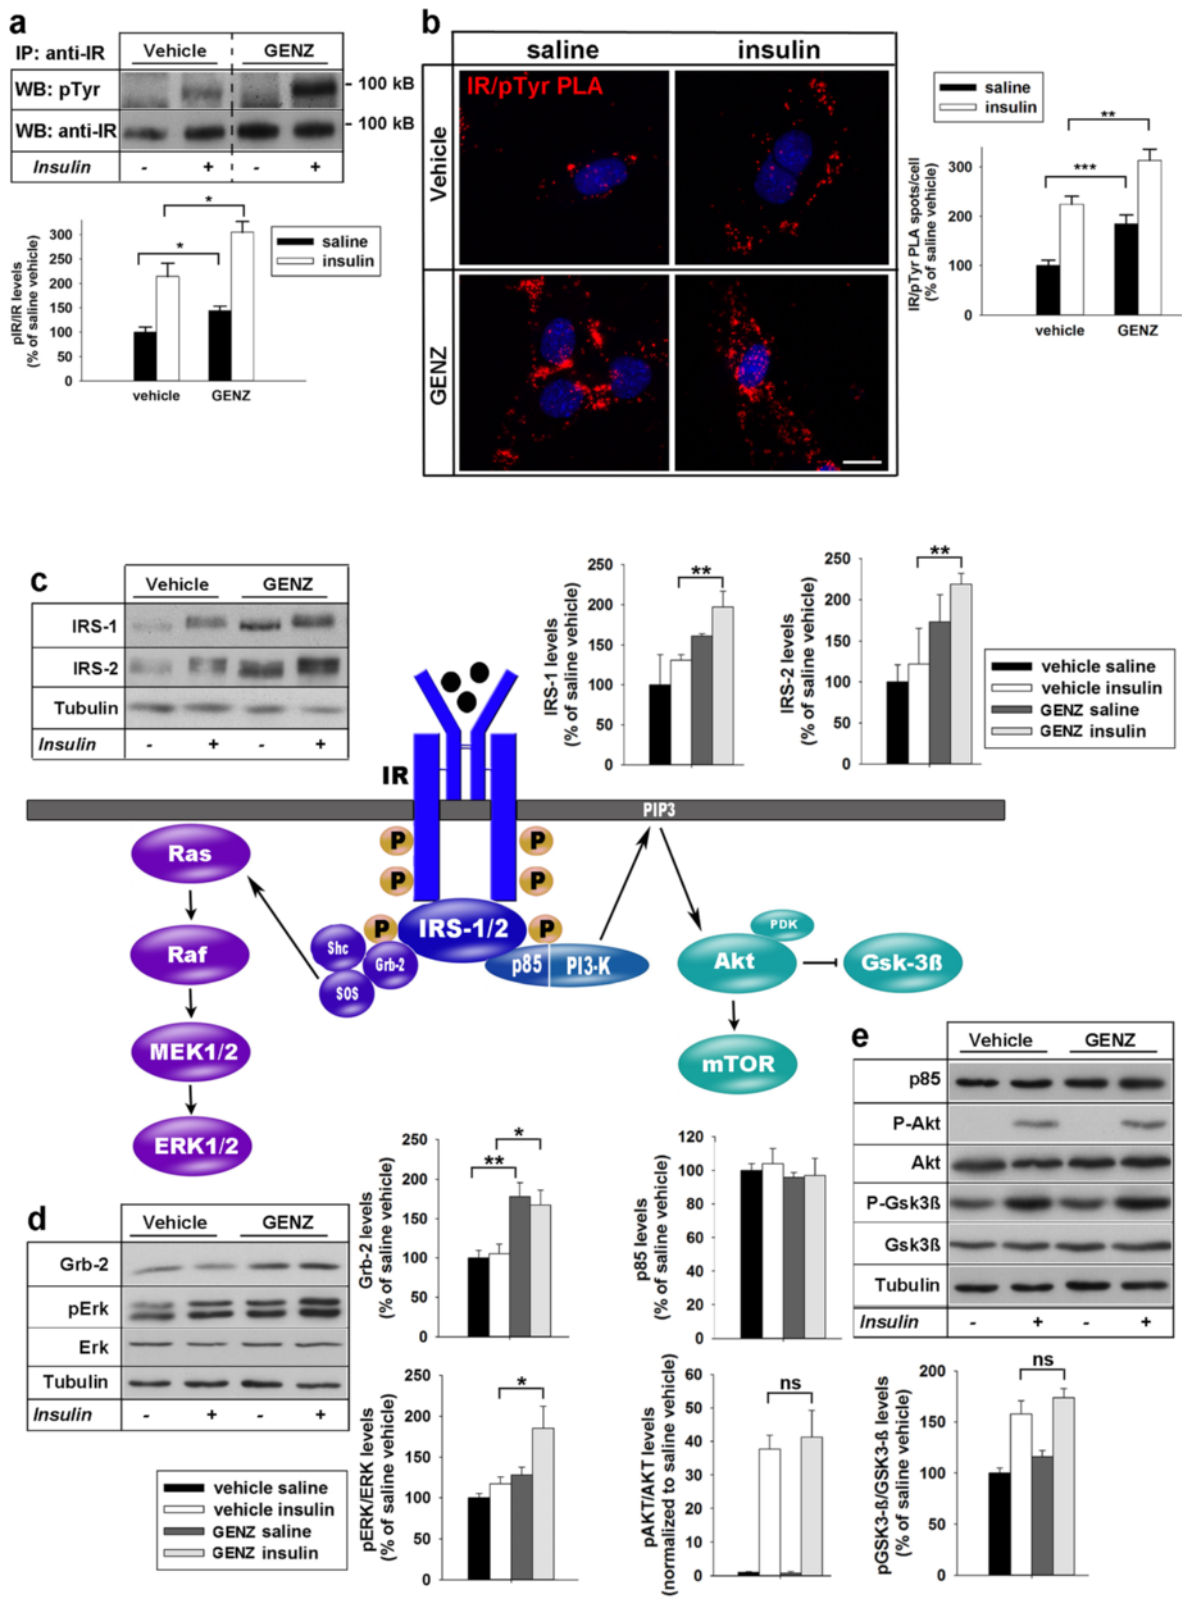 a
IP: anti-IR Vehicle GENZ
WB: pTyr - 100 kB
WB: anti-IR - 100 kB
Insulin - + - +
pIR/IR levels
(% of saline vehicle)
300
250
200
150
100
50
0
* 
*
saline
insulin
vehicle GENZ
b
saline insulin
Vehicle
GENZ
IR/pTyr PLA
saline
insulin
IR/pTyr PLA spots/cell
(% of saline vehicle)
300
200
100
0
**
***
vehicle GENZ
c
Vehicle GENZ
IRS-1
IRS-2
Tubulin
Insulin - + - +
IRS-1 levels
(% of saline vehicle)
250
200
150
100
50
0
**
IRS-2 levels
(% of saline vehicle)
250
200
150
100
50
0
**
vehicle saline
vehicle insulin
GENZ saline
GENZ insulin
IR
PIP3
P P
P P
P P
Ras
Raf
MEK1/2
ERK1/2
Shc
Grb-2
SOS
IRS-1/2
p85 PI3-K
PDK
Akt
Gsk-3ß
mTOR
d
Vehicle GENZ
Grb-2
pErk
Erk
Tubulin
Insulin - + - +
vehicle saline
vehicle insulin
GENZ saline
GENZ insulin
Grb-2 levels
(% of saline vehicle)
250
200
150
100
50
0
*
**
pERK/ERK levels
(% of saline vehicle)
250
200
150
100
50
0
*
p85 levels
(% of saline vehicle)
120
100
80
60
40
20
0
pAKT/AKT levels
(normalized to saline vehicle)
60
50
40
30
20
10
0
ns
e
Vehicle GENZ
p85
P-Akt
Akt
P-Gsk3ß
Gsk3ß
Tubulin
Insulin - + - +
pGSK3-ß/GSK3-ß levels
(% of saline vehicle)
200
150
100
50
0
ns